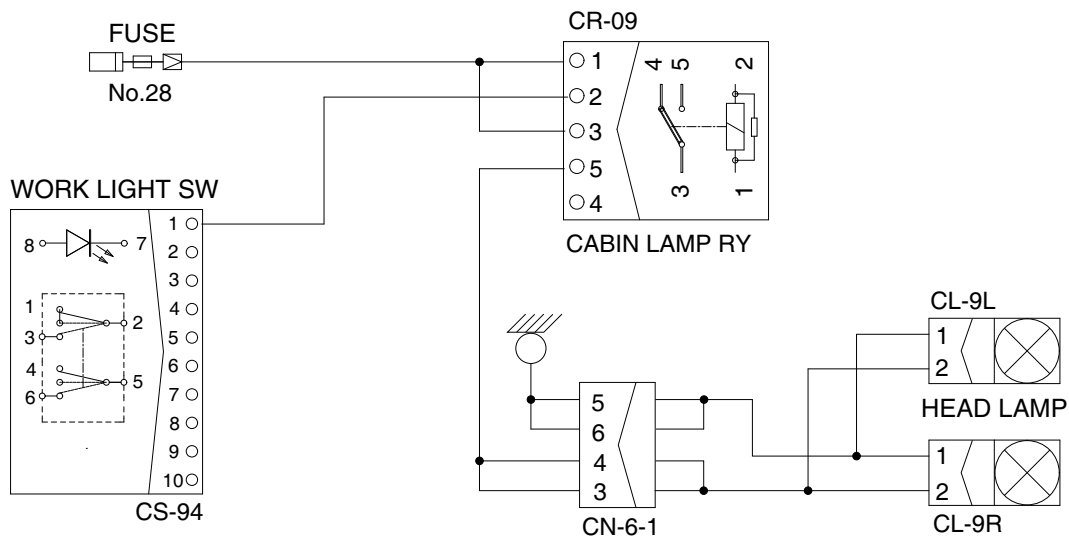 FUSE
No.28
CR-09
1
2
3
5
4
4 5 2
3 1
CABIN LAMP RY
WORK LIGHT SW
8 7
1
2
3
4
5
6
1
2
3
4
5
6
7
8
9
10
CS-94
5
6
4
3
CN-6-1
CL-9L
1
2
HEAD LAMP
1
2
CL-9R